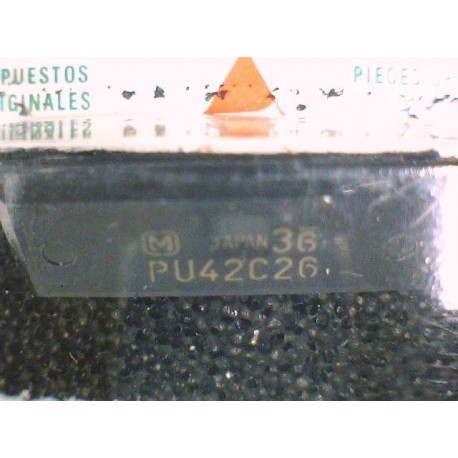 PUESTOS
GINALES
PIECES
M JAPAN 36
PU42C26